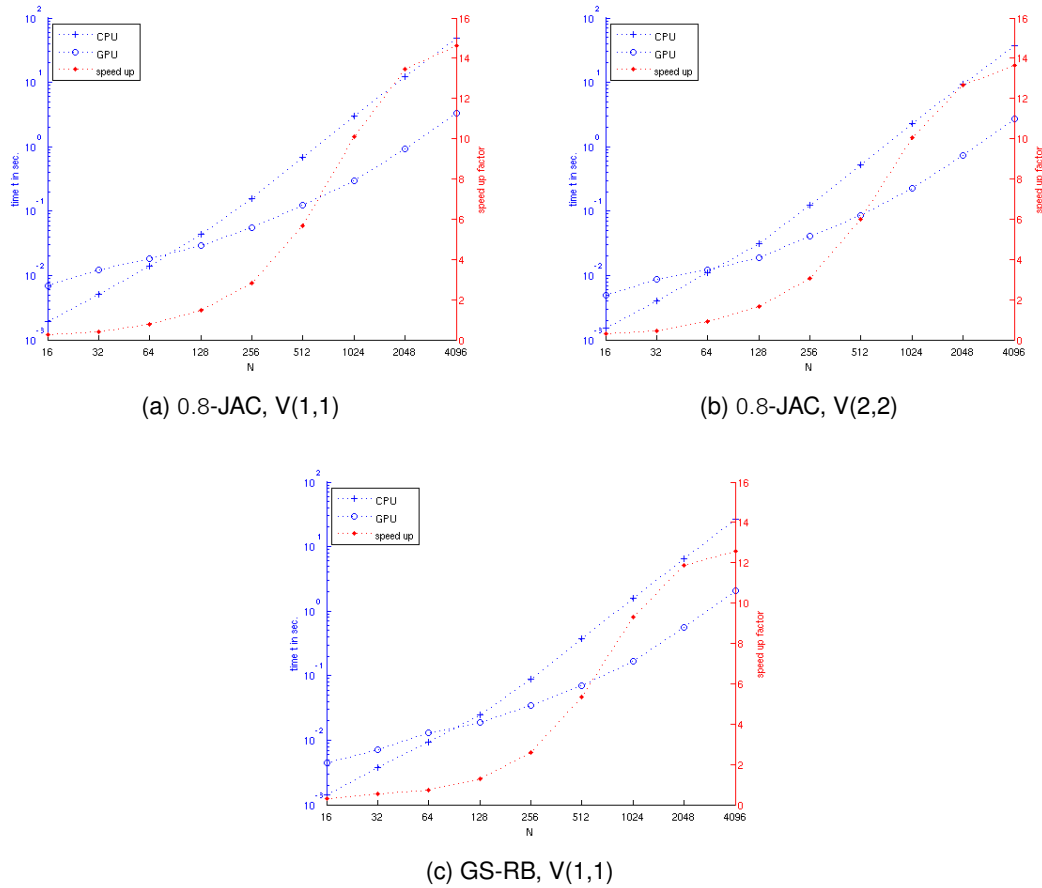 10^2
16
CPU
GPU
speed up
14
10^1
12
10
10^0
8
time t in sec.
speed up factor
10^-1
6
4
10^-2
2
10^-3
0
16 32 64 128 256 512 1024 2048 4096
N
(a) 0.8-JAC, V(1,1)
10^2
16
CPU
GPU
speed up
14
10^1
12
10
10^0
8
time t in sec.
speed up factor
10^-1
6
4
10^-2
2
10^-3
0
16 32 64 128 256 512 1024 2048 4096
N
(b) 0.8-JAC, V(2,2)
10^2
16
CPU
GPU
speed up
14
10^1
12
10
10^0
8
time t in sec.
speed up factor
10^-1
6
4
10^-2
2
10^-3
0
16 32 64 128 256 512 1024 2048 4096
N
(c) GS-RB, V(1,1)